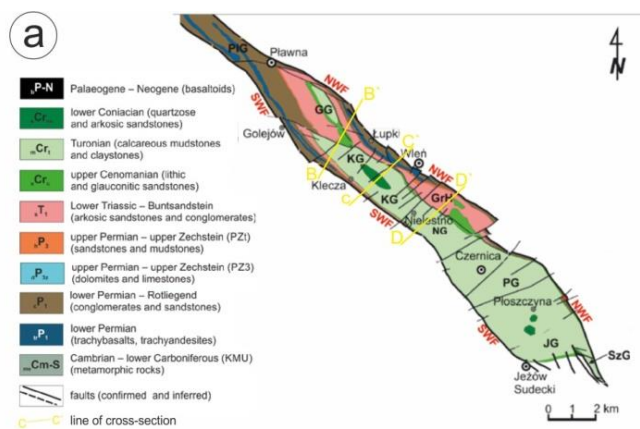 a
N
bP-N Palaeogene – Neogene (basaltoids)
lower Coniacian (quartzose
and arkosic sandstones)
Turonian (calcareous mudstones
and claystones)
upper Cenomanian (lithic
and glauconitic sandstones)
Lower Triassic – Buntsandstein
(arkosic sandstones and conglomerates)
upper Permian – upper Zechstein (PZt)
(sandstones and mudstones)
upper Permian – upper Zechstein (PZ3)
(dolomites and limestones)
lower Permian – Rotliegend
(conglomerates and sandstones)
lower Permian
(trachybasalts, trachyandesites)
Cm-S Cambrian – lower Carboniferous (KMU)
(metamorphic rocks)
faults (confirmed and inferred)
C C' line of cross-section
PIG
Pławna
NWF
SWF
GG
B'
Golejów
Łupki
C'
Wleń
NWF
KG
B
Klecza
C
KG
D'
GrH
SWF
Nielestno
D
NG
Czernica
PG
Płoszczyna
NWF
SWF
JG
SzG
Jeżów
Sudecki
0 1 2 km